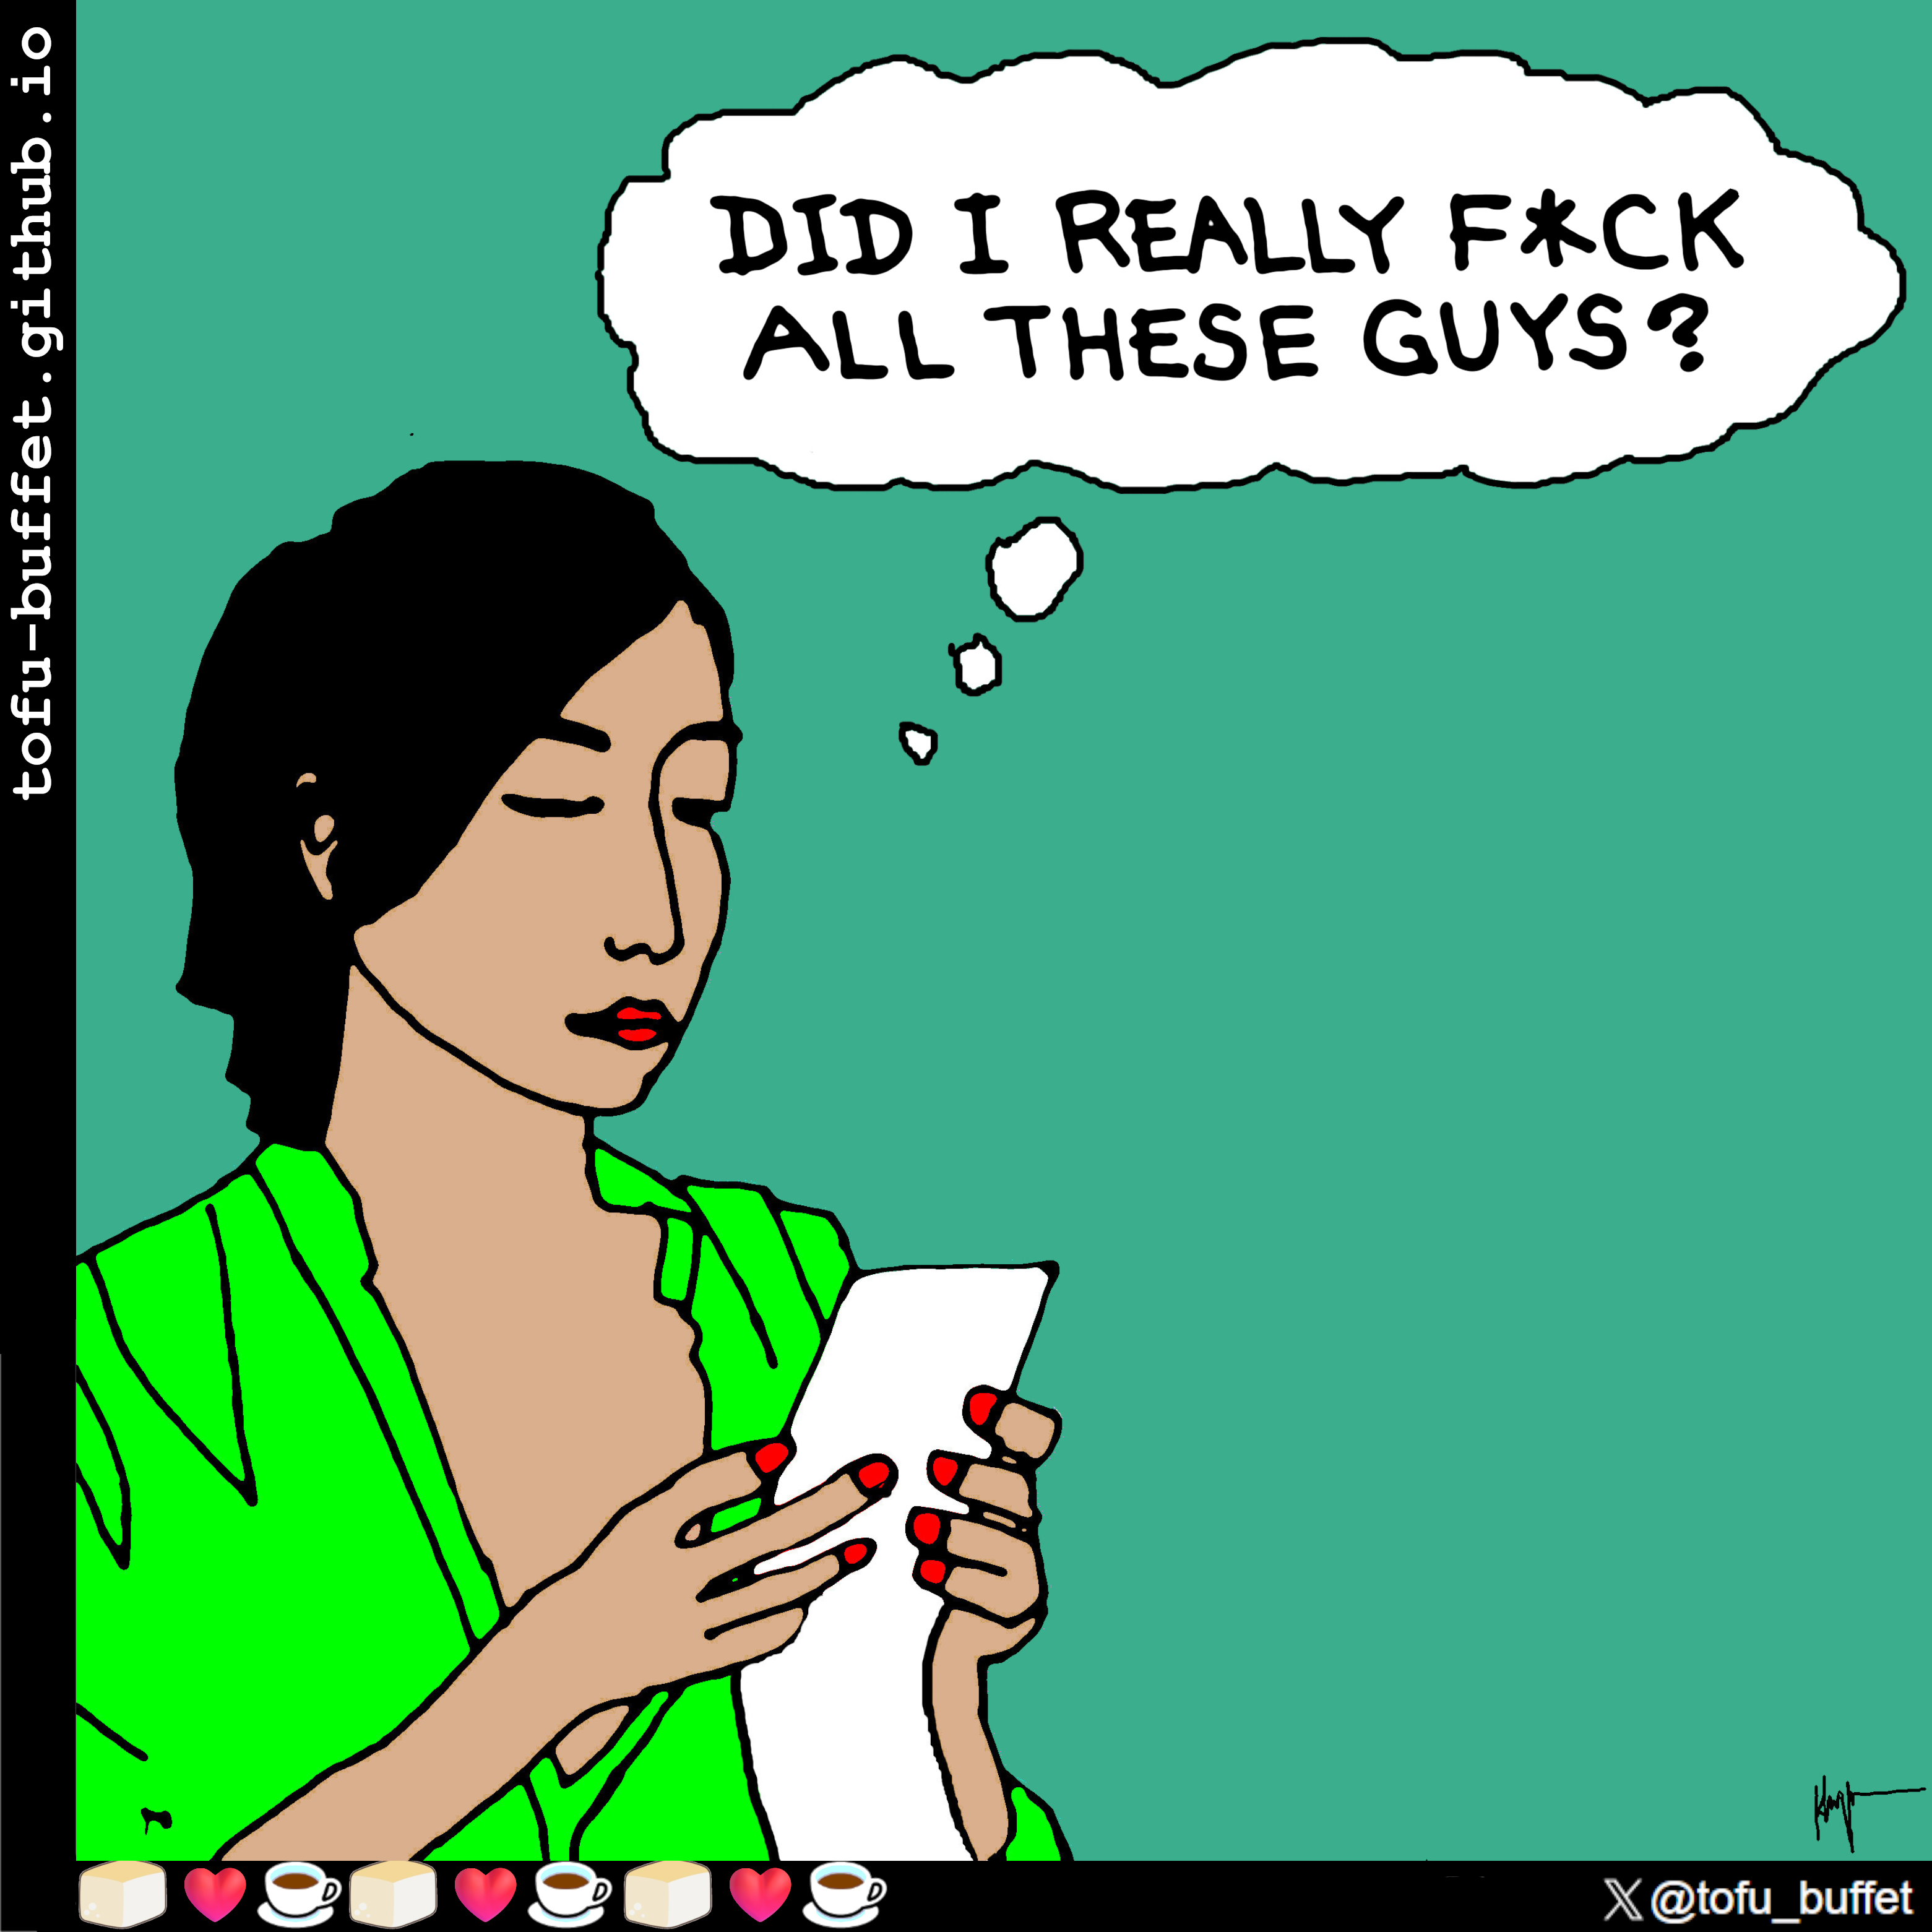 tofu-buffet.github.io
DID I REALLY F*CK
ALL THESE GUYS?
X @tofu_buffet